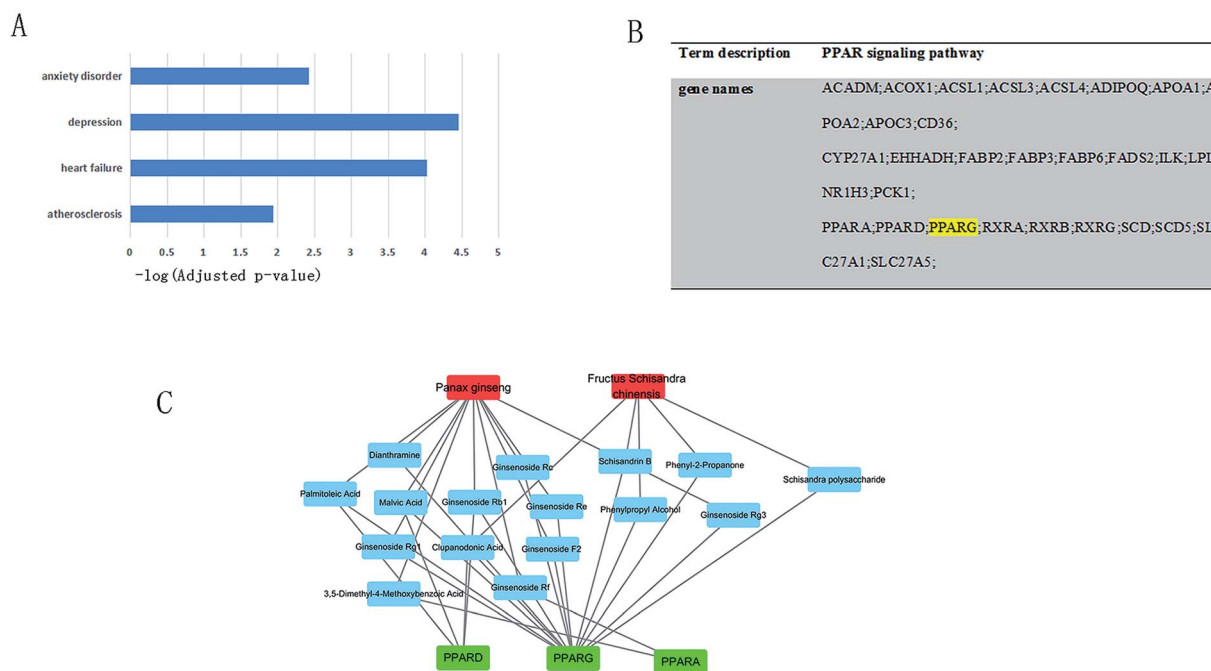 A
anxiety disorder
depression
heart failure
atherosclerosis
0 0.5 1 1.5 2 2.5 3 3.5 4 4.5 5
-log(Adjusted p-value)
B
Term description PPAR signaling pathway
gene names ACADM;ACOX1;ACSL1;ACSL3;ACSL4;ADIPOQ;APOA1;A
POA2;APOC3;CD36;
CYP27A1;EHHADH;FABP2;FABP3;FABP6;FADS2;ILK;LPL
NR1H3;PCK1;
PPARA;PPARD;PPARG;RXRA;RXRB;RXRG;SCD;SCD5;SL
C27A1;SLC27A5;
C
Panax ginseng
Fructus Schisandra
chinensis
Dianthramine
Ginsenoside Rc
Schisandrin B
Phenyl-2-Propanone
Schisandra polysaccharide
Palmitoleic Acid
Malvic Acid
Ginsenoside Rb1
Ginsenoside Re
Phenylpropyl Alcohol
Ginsenoside Rg3
Ginsenoside Rg1
Clupanodonic Acid
Ginsenoside F2
3,5-Dimethyl-4-Methoxybenzoic Acid
Ginsenoside Rf
PPARD
PPARG
PPARA